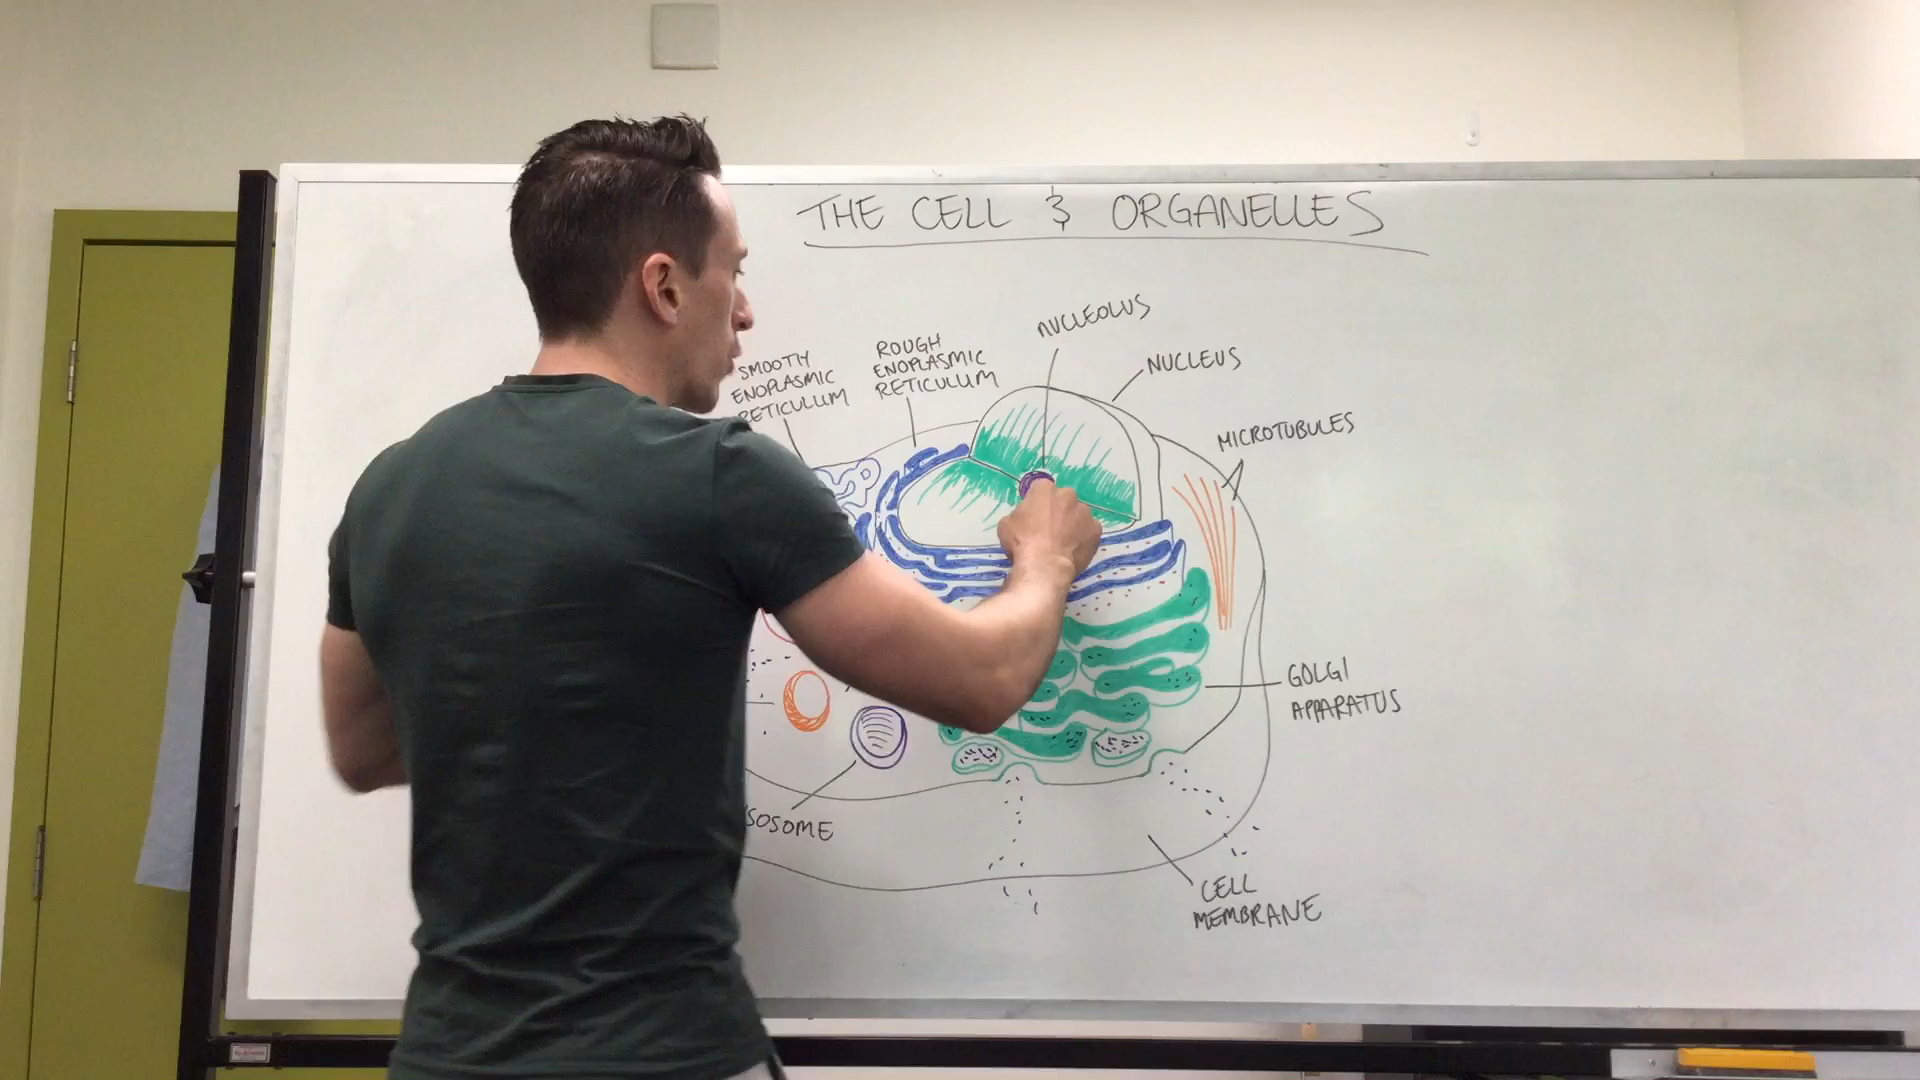 THE CELL & ORGANELLES
NUCLEOLUS
NUCLEUS
ROUGH
ENOPLASMIC
RETICULUM
SMOOTH
ENOPLASMIC
RETICULUM
MICROTUBULES
GOLGI
APPARATUS
SOSOME
CELL
MEMBRANE